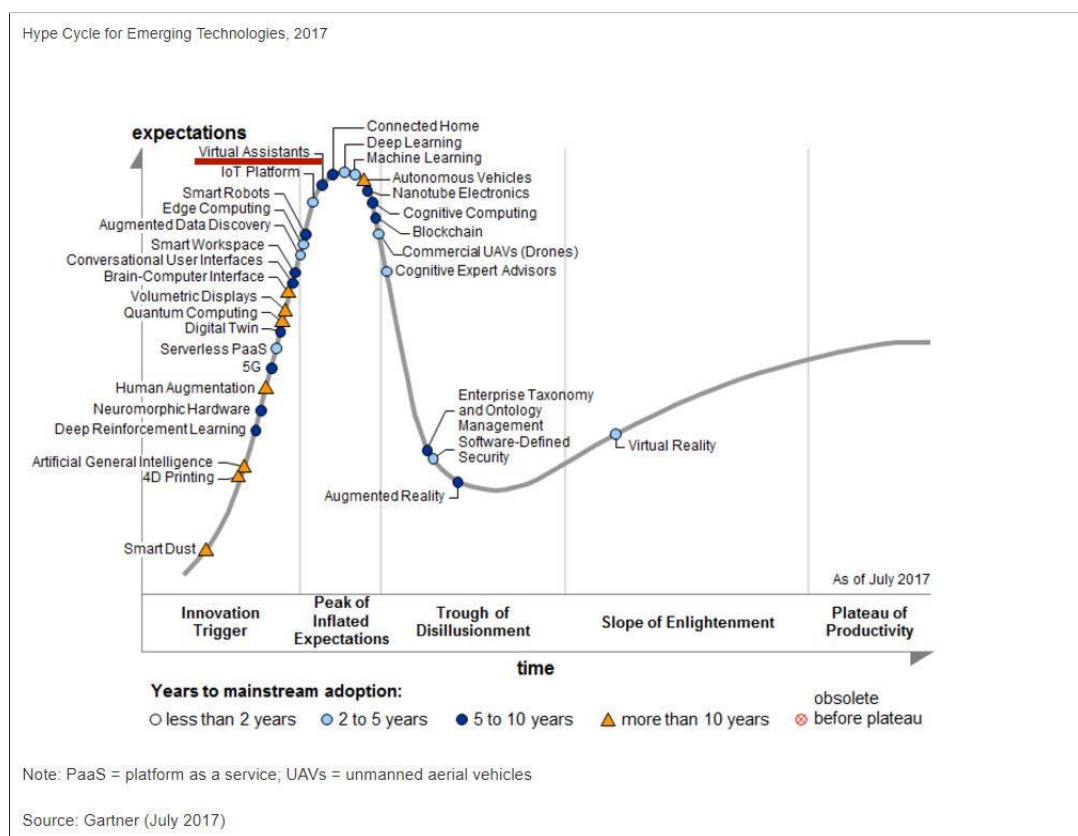 Hype Cycle for Emerging Technologies, 2017
expectations
Connected Home
Virtual Assistants
Deep Learning
Machine Learning
IoT Platform
Autonomous Vehicles
Smart Robots
Nanotube Electronics
Edge Computing
Cognitive Computing
Augmented Data Discovery
Blockchain
Smart Workspace
Commercial UAVs (Drones)
Conversational User Interfaces
Cognitive Expert Advisors
Brain-Computer Interface
Volumetric Displays
Quantum Computing
Digital Twin
Serverless PaaS
5G
Human Augmentation
Neuromorphic Hardware
Deep Reinforcement Learning
Artificial General Intelligence
4D Printing
Smart Dust
Enterprise Taxonomy
and Ontology
Management
Software-Defined
Security
Augmented Reality
Virtual Reality
As of July 2017
Innovation
Trigger
Peak of
Inflated
Expectations
Trough of
Disillusionment
Slope of Enlightenment
Plateau of
Productivity
time
Years to mainstream adoption:
less than 2 years
2 to 5 years
5 to 10 years
more than 10 years
obsolete
before plateau
Note: PaaS = platform as a service; UAVs = unmanned aerial vehicles
Source: Gartner (July 2017)